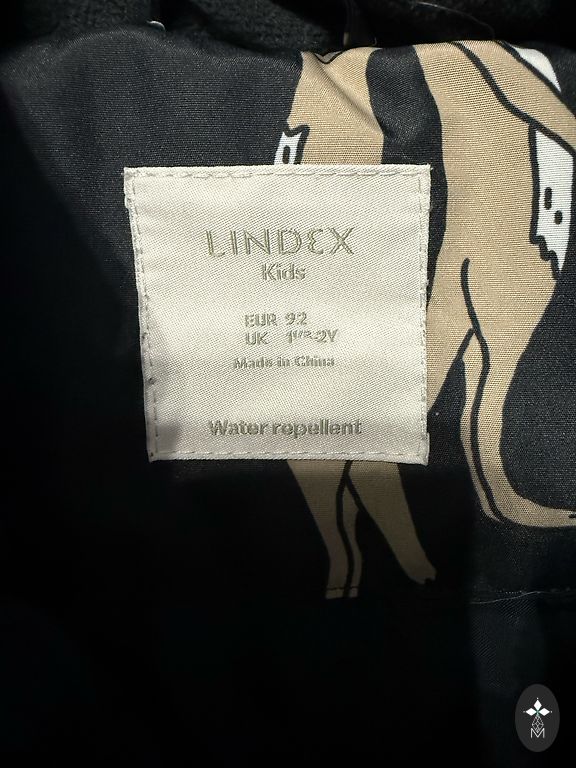 LINDEX
Kids
EUR 92
UK 1½-2Y
Made in China
Water repellent
M